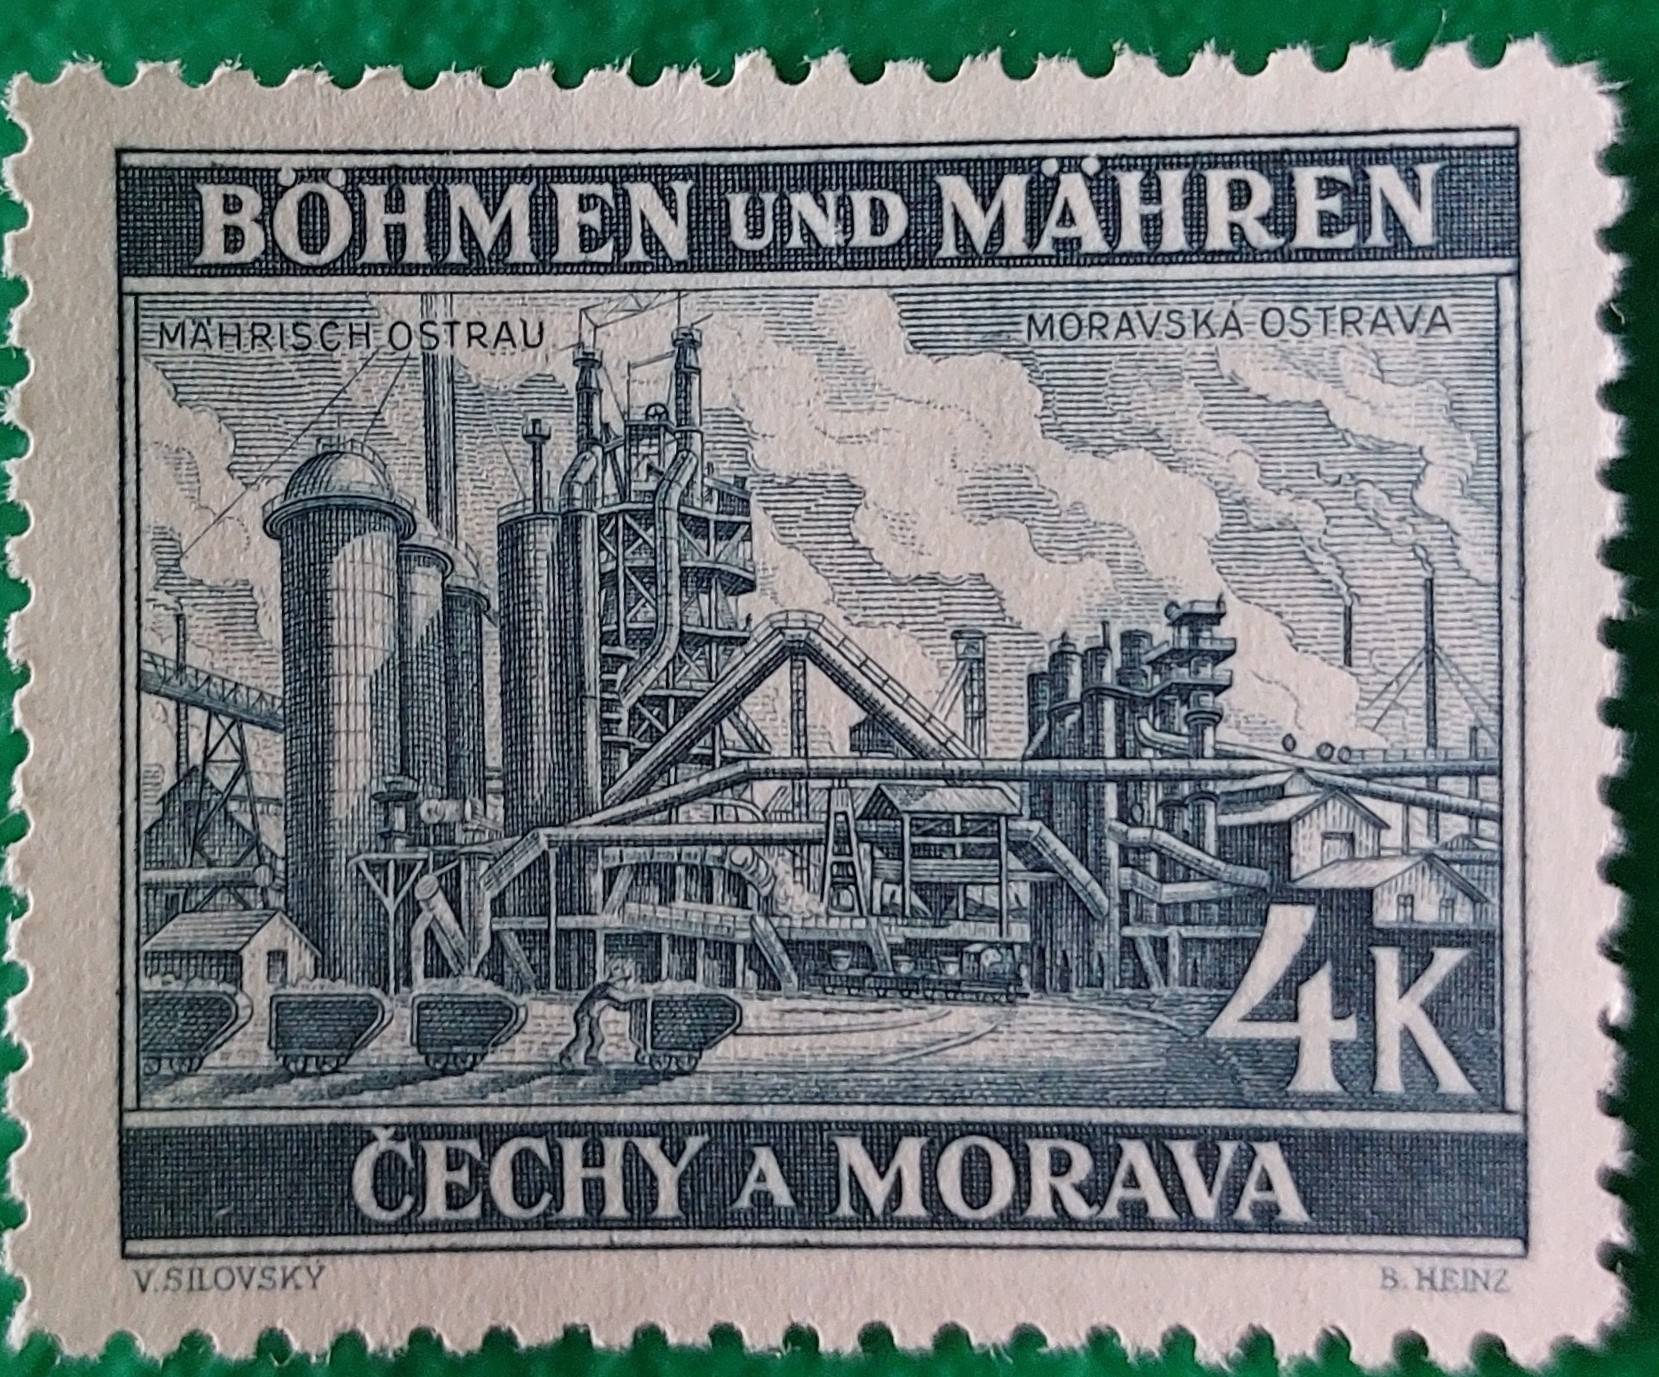 BÖHMEN UND MÄHREN
MÄHRISCH OSTRAU
MORAVSKÁ OSTRAVA
4K
ČECHY A MORAVA
V. SILOVSKÝ
B. HEINZ